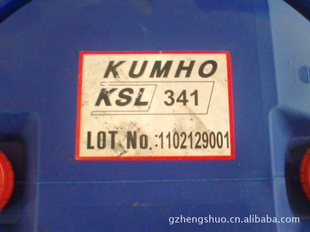 KUMHO
KSL/ 341
LOT No.:1102129001
gzhengshuo.cn.alibaba.com